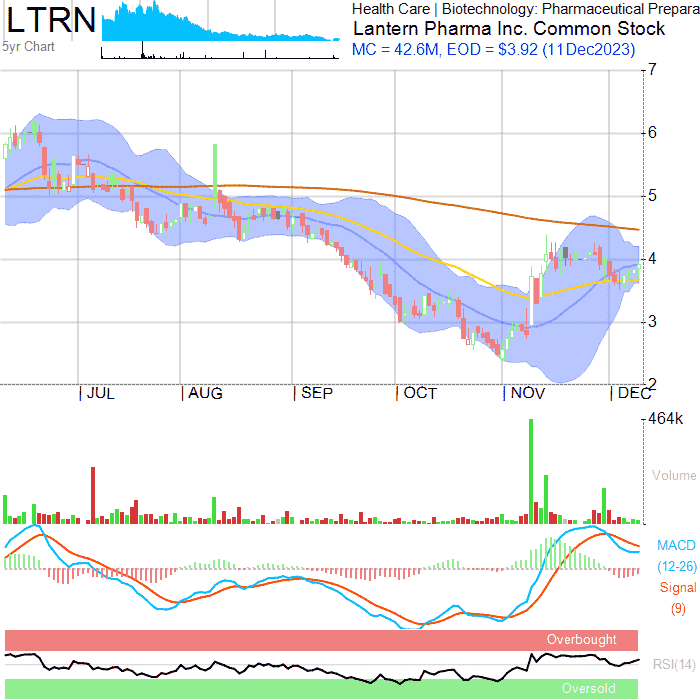 LTRN
5yr Chart
Health Care | Biotechnology: Pharmaceutical Prepara
Lantern Pharma Inc. Common Stock
MC = 42.6M, EOD = $3.92 (11Dec2023)
7
6
5
4
3
2
JUL AUG SEP OCT NOV DEC
464k
Volume
MACD
(12-26)
Signal
(9)
Overbought
RSI(14)
Oversold